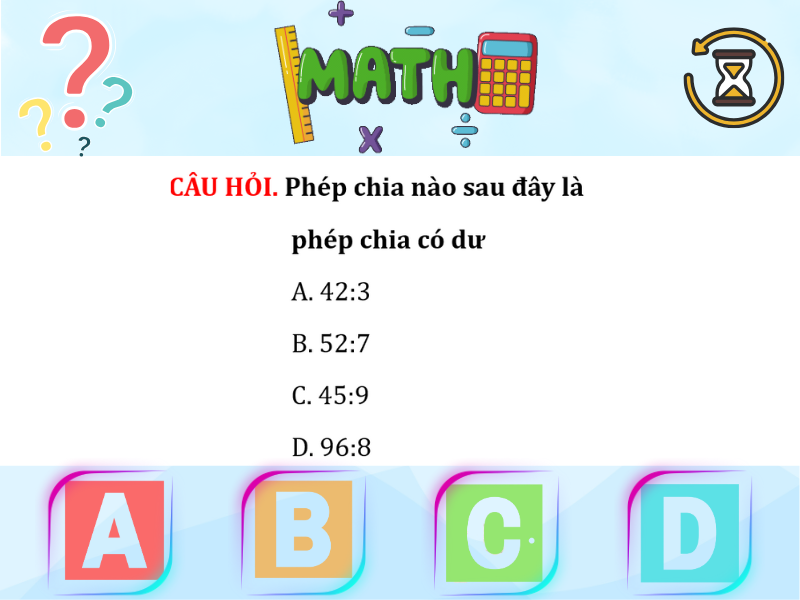 MATH
CÂU HỎI. Phép chia nào sau đây là
phép chia có dư
A. 42:3
B. 52:7
C. 45:9
D. 96:8
A B C D